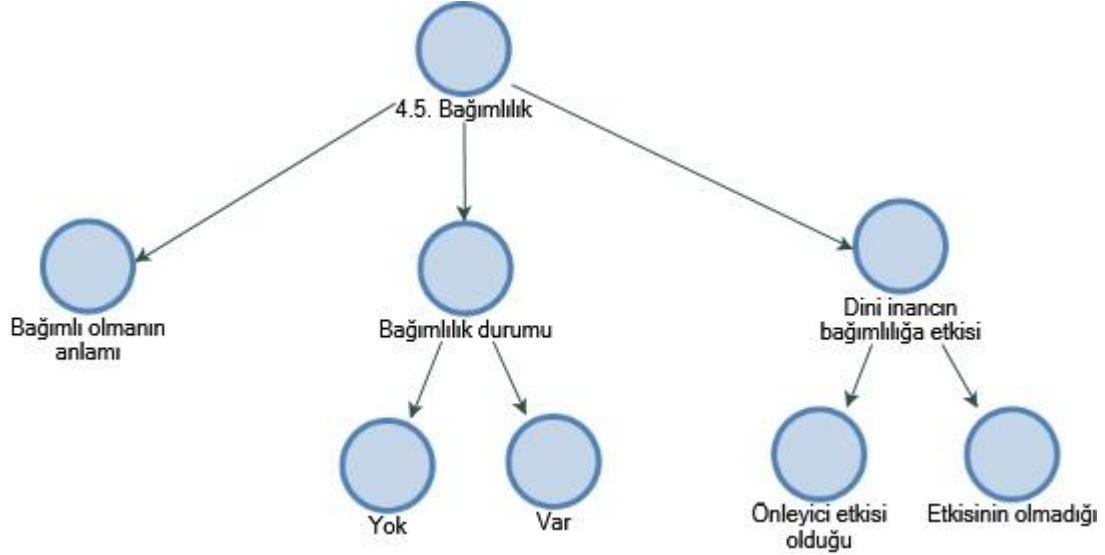 4.5. Bağımlılık
Bağımlı olmanın
anlamı
Bağımlılık durumu
Dini inancın
bağımlılığa etkisi
Yok
Var
Önleyici etkisi
olduğu
Etkisinin olmadığı